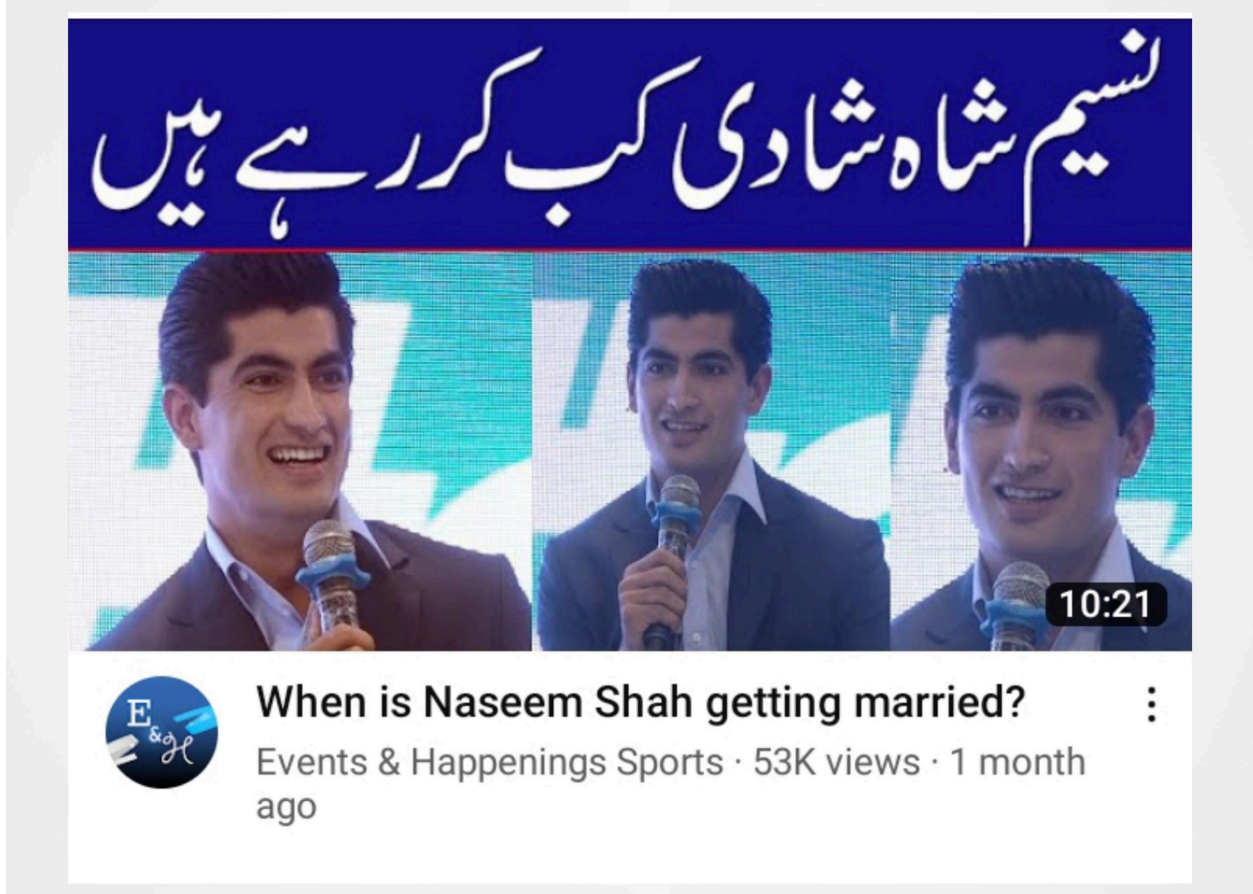 نسیم شاہ شادی کب کر رہے ہیں
10:21
E
&
H
When is Naseem Shah getting married?
Events & Happenings Sports · 53K views · 1 month
ago